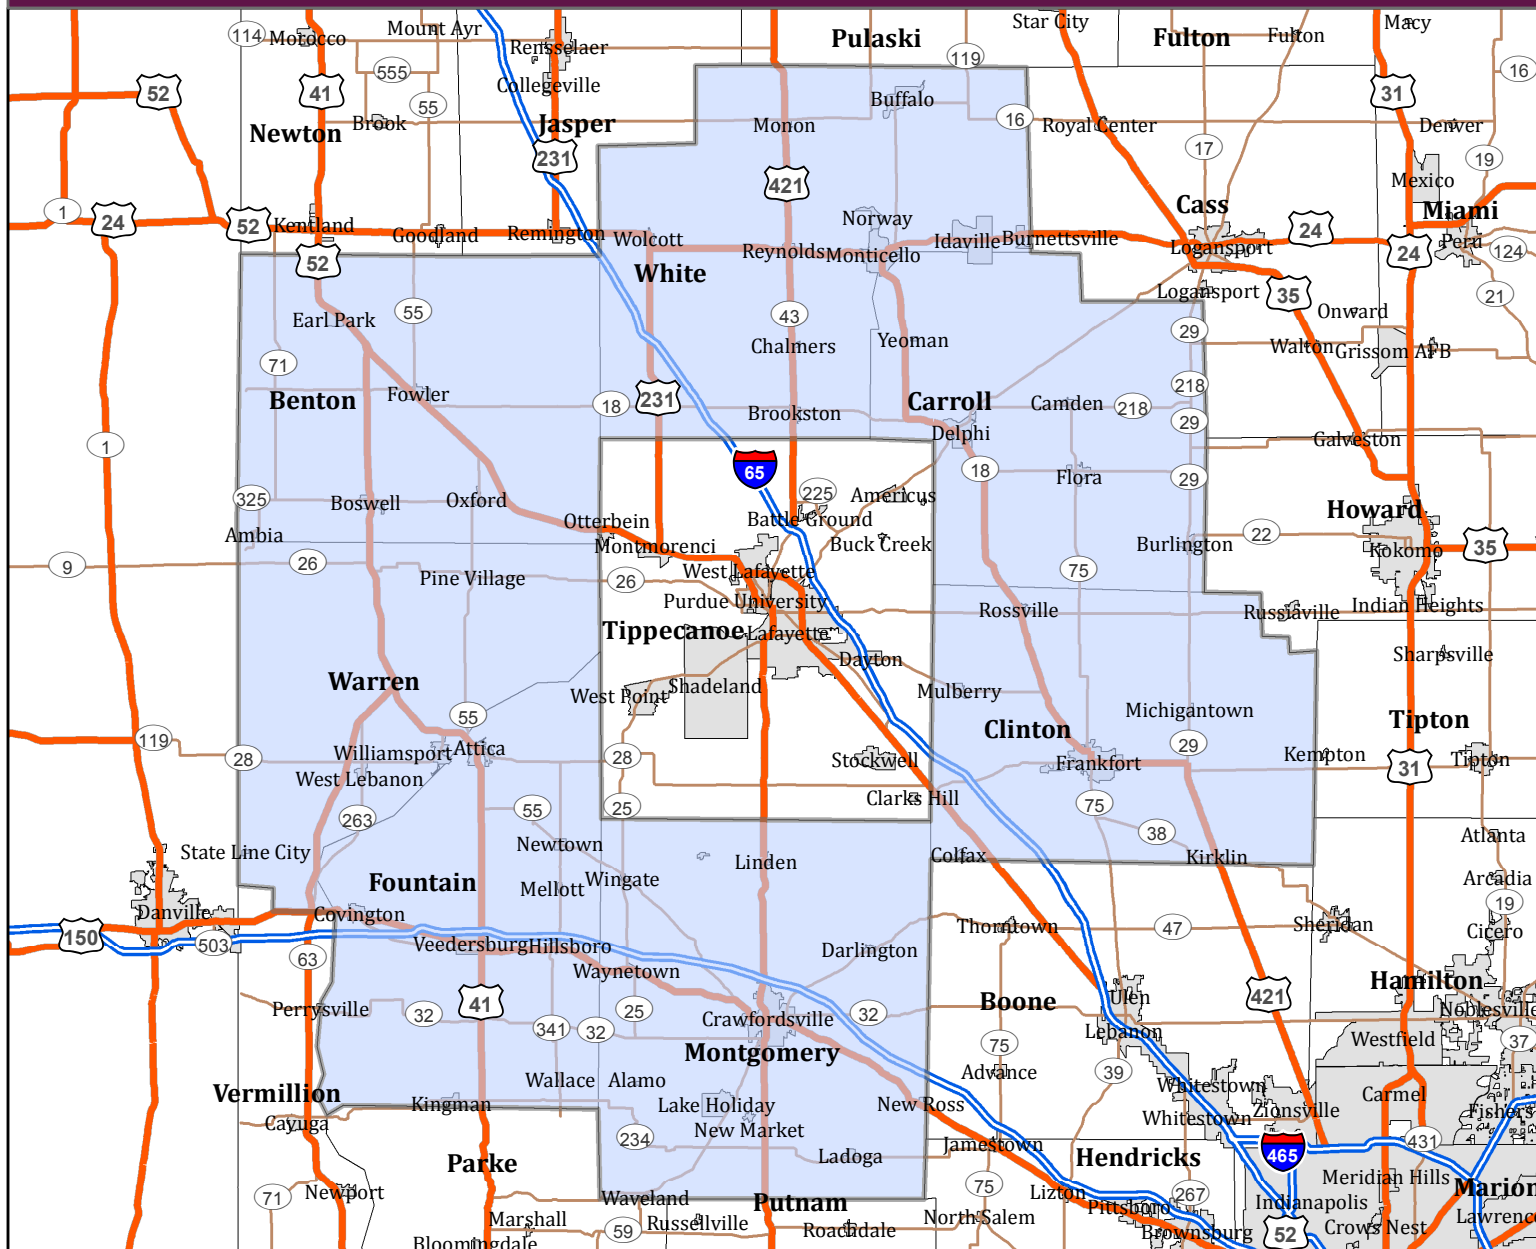 Star City
Macy
Mount Ayr
114
Morocco
Pulaski
Fulton
Fulton
Rensselaer
119
555
16
Collegeville
52
41
55
31
Buffalo
Brook
Jasper
Monon
16
Royal Center
Denver
Newton
17
19
231
421
Mexico
Cass
Miami
1
24
52
Kentland
Norway
24
Goodland
Remington
Wolcott
Idaville
Burnettsville
Peru
Reynolds
Monticello
Logansport
24
124
52
White
Logansport
35
21
55
43
Onward
Earl Park
29
Yeoman
Chalmers
Walton
Grissom AFB
71
218
Benton
Fowler
18
231
Brookston
Carroll
Camden
218
29
Delphi
1
Galveston
65
18
Flora
29
325
Boswell
Oxford
225
Americus
Howard
Otterbein
Battle Ground
Ambia
Montmorenci
Buck Creek
Burlington
22
35
Kokomo
9
26
Pine Village
26
West Lafayette
75
Purdue University
Rossville
Russiaville
Indian Heights
Tippecanoe
Lafayette
Dayton
Sharpsville
Warren
West Point
Shadeland
Mulberry
55
Michigantown
Clinton
Tipton
119
28
Williamsport
Attica
28
Stockwell
29
Kempton
31
Tipton
West Lebanon
Frankfort
263
55
25
Clarks Hill
75
38
State Line City
Newtown
Linden
Colfax
Kirklin
Atlanta
Fountain
Mellott
Wingate
Arcadia
Danville
Covington
19
150
503
Veedersburg
Hillsboro
Darlington
Thorntown
47
Sheridan
Cicero
63
Waynetown
Hamilton
Perrysville
32
41
25
Boone
Ulen
421
341
32
Crawfordsville
32
Lebanon
Noblesville
Montgomery
75
Westfield
37
Vermillion
Wallace
Alamo
Advance
39
Whitestown
Carmel
Kingman
Lake Holiday
New Ross
Whitestown
Zionsville
Fishers
Cayuga
New Market
234
Jamestown
465
431
Parke
Ladoga
Hendricks
Meridian Hills
Marion
71
Newport
Waveland
Putnam
75
Lizton
267
Indianapolis
Marshall
59
Russellville
Roachdale
North Salem
Pittsboro
Crows Nest
Lawrence
Bloomingdale
Brownsburg
52